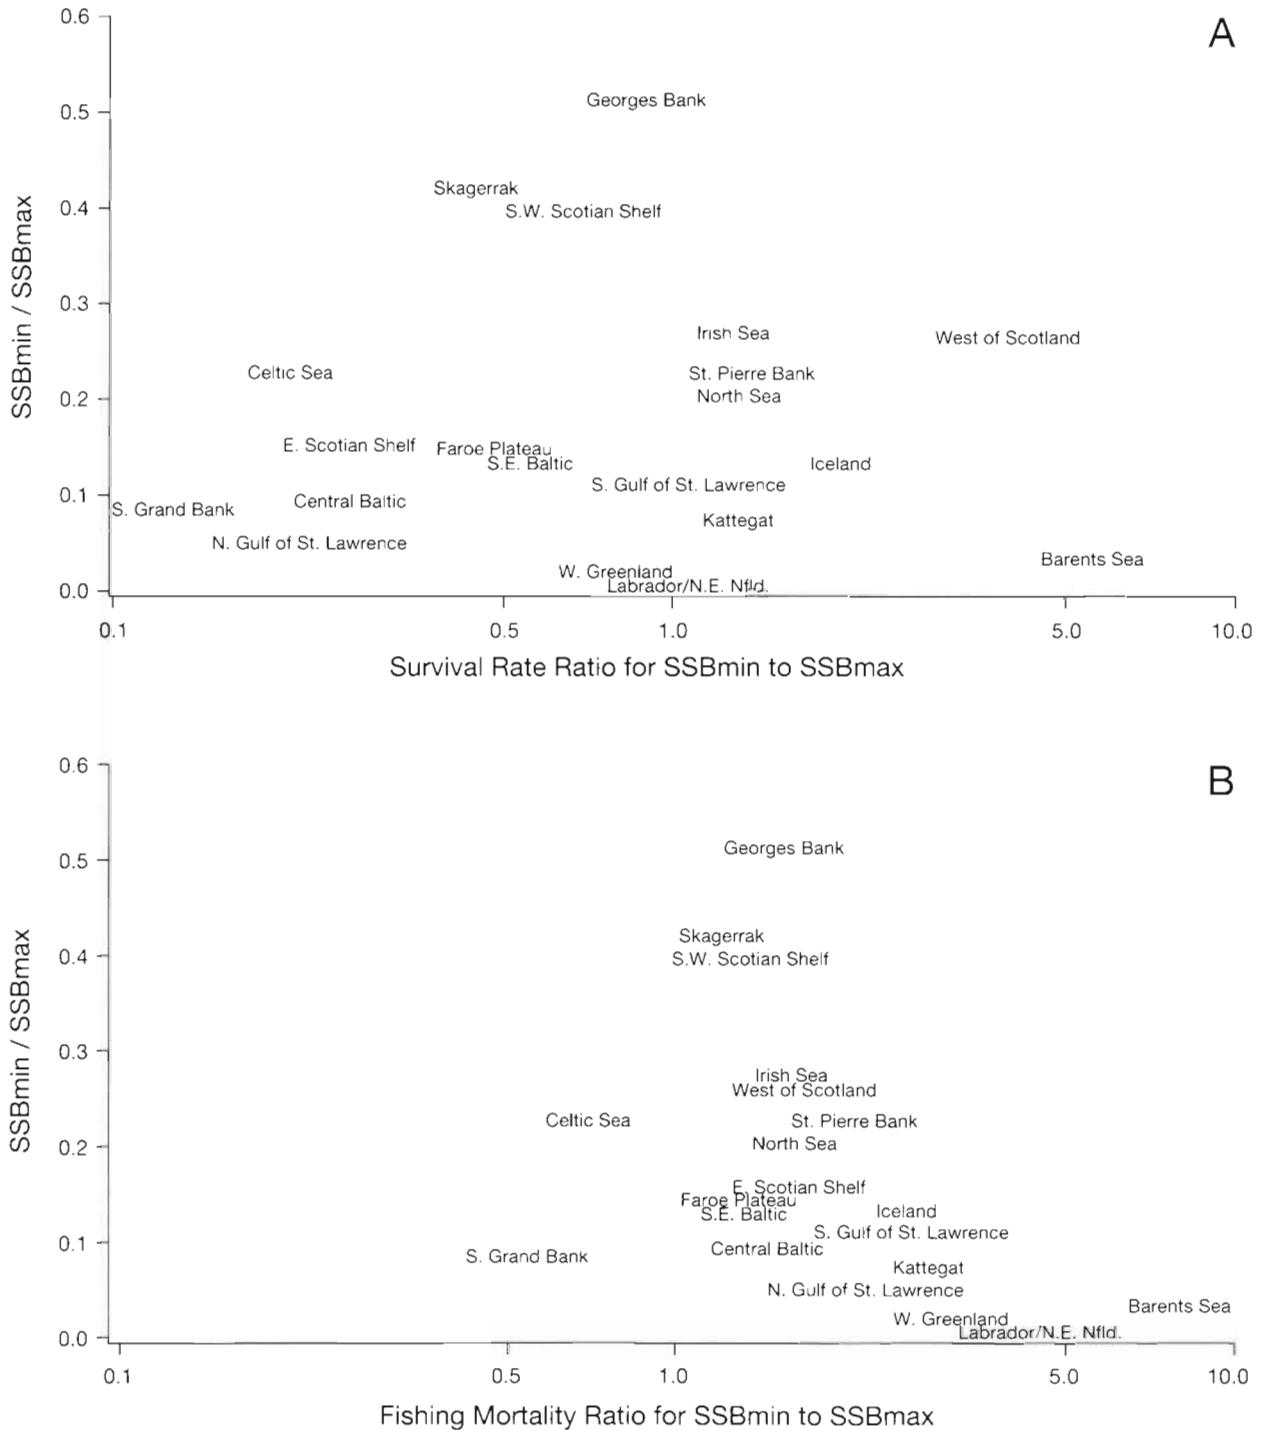 A
0.6
Georges Bank
0.5
Skagerrak
S.W. Scotian Shelf
0.4
SSBmin / SSBmax
0.3
Irish Sea
West of Scotland
Celtic Sea
St. Pierre Bank
North Sea
0.2
E. Scotian Shelf
Faroe Plateau
S.E. Baltic
Iceland
S. Gulf of St. Lawrence
0.1
Central Baltic
S. Grand Bank
Kattegat
N. Gulf of St. Lawrence
Barents Sea
W. Greenland
Labrador/N.E. Nfld.
0.0
0.1 0.5 1.0 5.0 10.0
Survival Rate Ratio for SSBmin to SSBmax
B
0.6
Georges Bank
0.5
Skagerrak
S.W. Scotian Shelf
0.4
SSBmin / SSBmax
0.3
Irish Sea
West of Scotland
Celtic Sea
St. Pierre Bank
North Sea
0.2
E. Scotian Shelf
Faroe Plateau
S.E. Baltic
Iceland
S. Gulf of St. Lawrence
0.1
Central Baltic
S. Grand Bank
Kattegat
N. Gulf of St. Lawrence
Barents Sea
W. Greenland
Labrador/N.E. Nfld.
0.0
0.1 0.5 1.0 5.0 10.0
Fishing Mortality Ratio for SSBmin to SSBmax